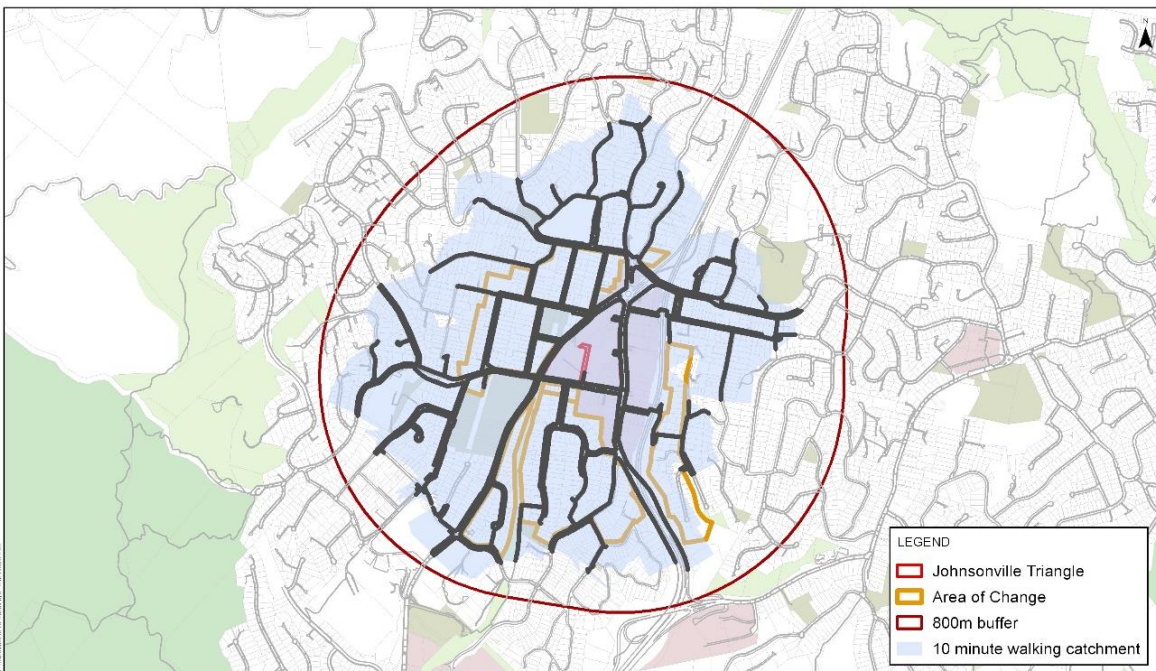 N
LEGEND
Johnsonville Triangle
Area of Change
800m buffer
10 minute walking catchment